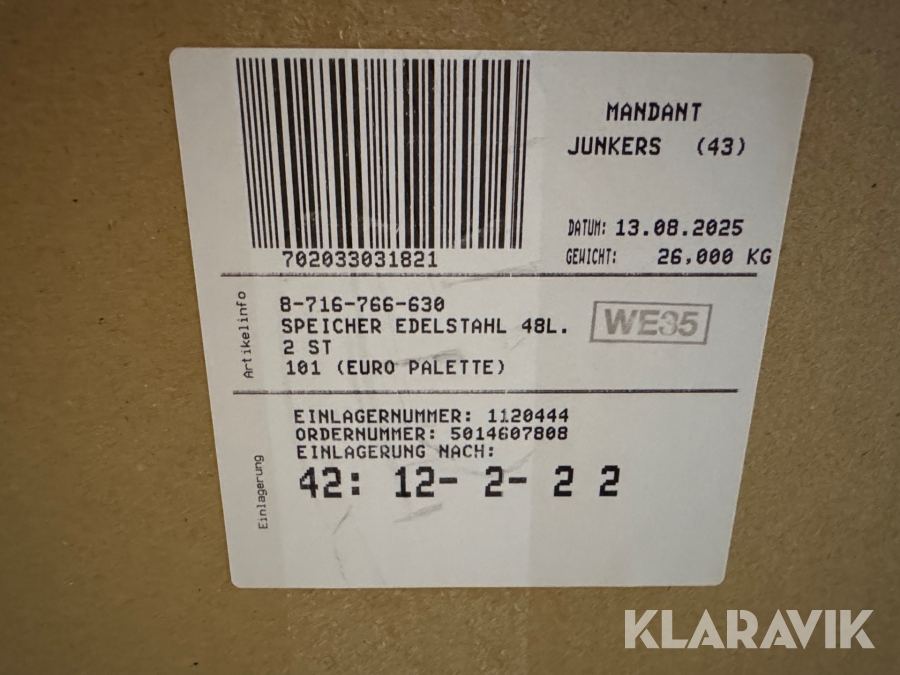 MANDANT
JUNKERS (43)
DATUM: 13.08.2025
GEWICHT: 26,000 KG
702033031821
Artikelinfo
8-716-766-630
SPEICHER EDELSTAHL 48L.
2 ST
101 (EURO PALETTE)
WE35
Einlagerung
EINLAGERNUMMER: 1120444
ORDERNUMMER: 5014607808
EINLAGERUNG NACH:
42: 12- 2- 2 2
KLARAVIK